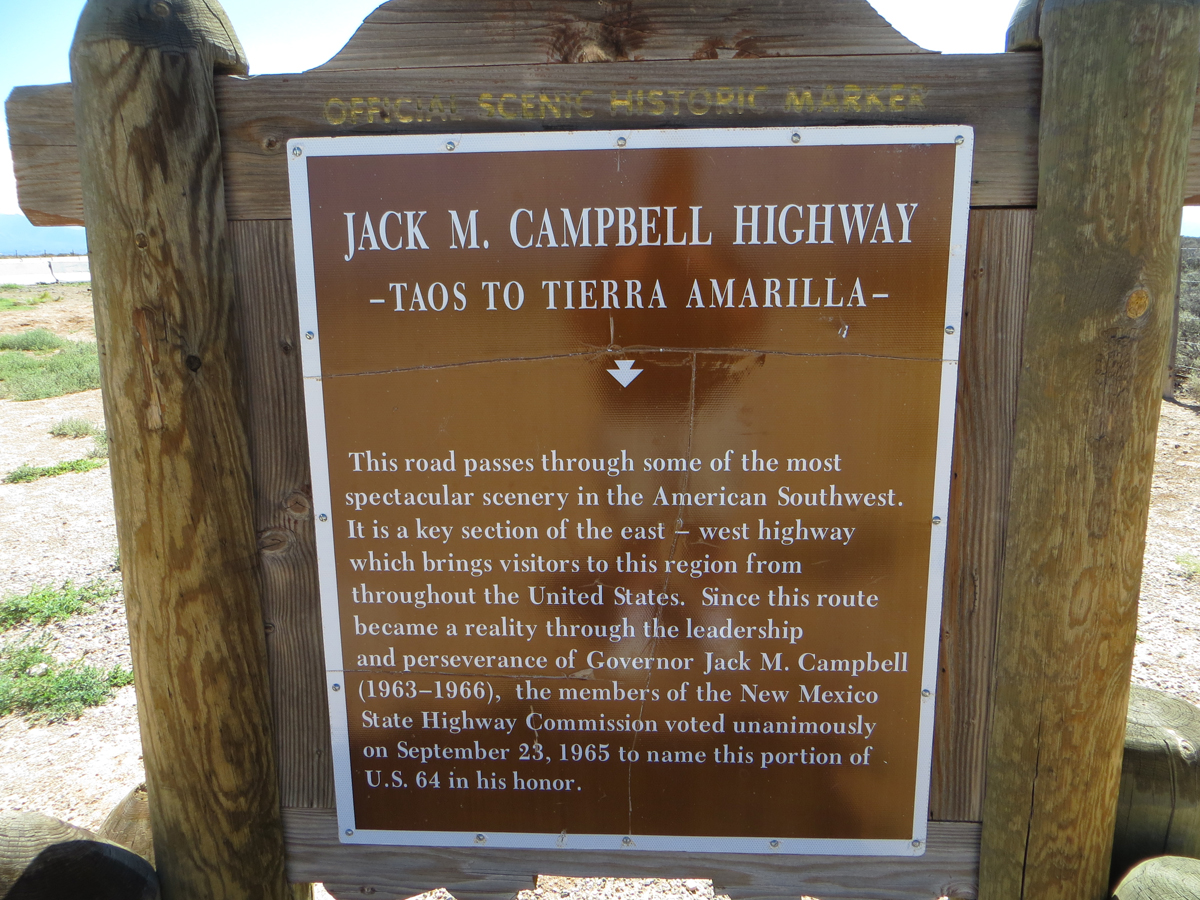 OFFICIAL SCENIC HISTORIC MARKER
JACK M. CAMPBELL HIGHWAY
–TAOS TO TIERRA AMARILLA–
This road passes through some of the most
spectacular scenery in the American Southwest.
It is a key section of the east – west highway
which brings visitors to this region from
throughout the United States. Since this route
became a reality through the leadership
and perseverance of Governor Jack M. Campbell
(1963–1966), the members of the New Mexico
State Highway Commission voted unanimously
on September 23, 1965 to name this portion of
U.S. 64 in his honor.